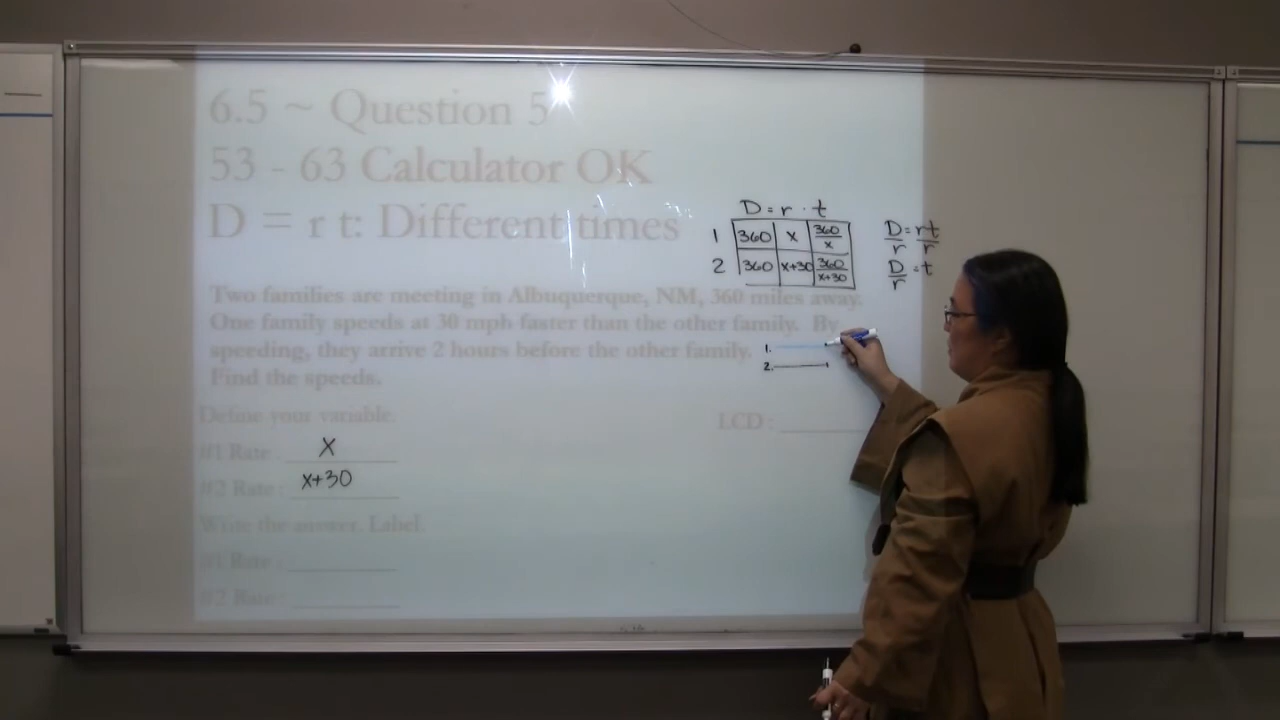 6.5 ~ Question 5
53 - 63 Calculator OK
D = r t: Different times
D = r · t
1 360 x 360/x
2 360 x+30 360/x+30
D/r = rt/r
D/r = t
Two families are meeting in Albuquerque, NM, 360 miles away.
One family speeds at 30 mph faster than the other family. By
speeding, they arrive 2 hours before the other family.
Find the speeds.
1.
2.
Define your variable.
LCD : ________
#1 Rate : x
#2 Rate : x+30
Write the answer. Label.
#1 Rate : ________
#2 Rate : ________